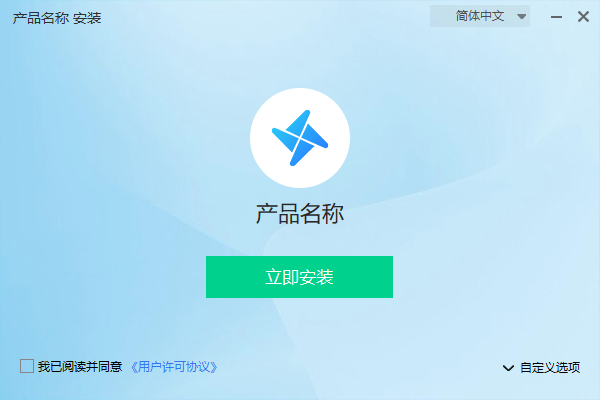 产品名称 安装
简体中文
产品名称
立即安装
我已阅读并同意 《用户许可协议》
自定义选项